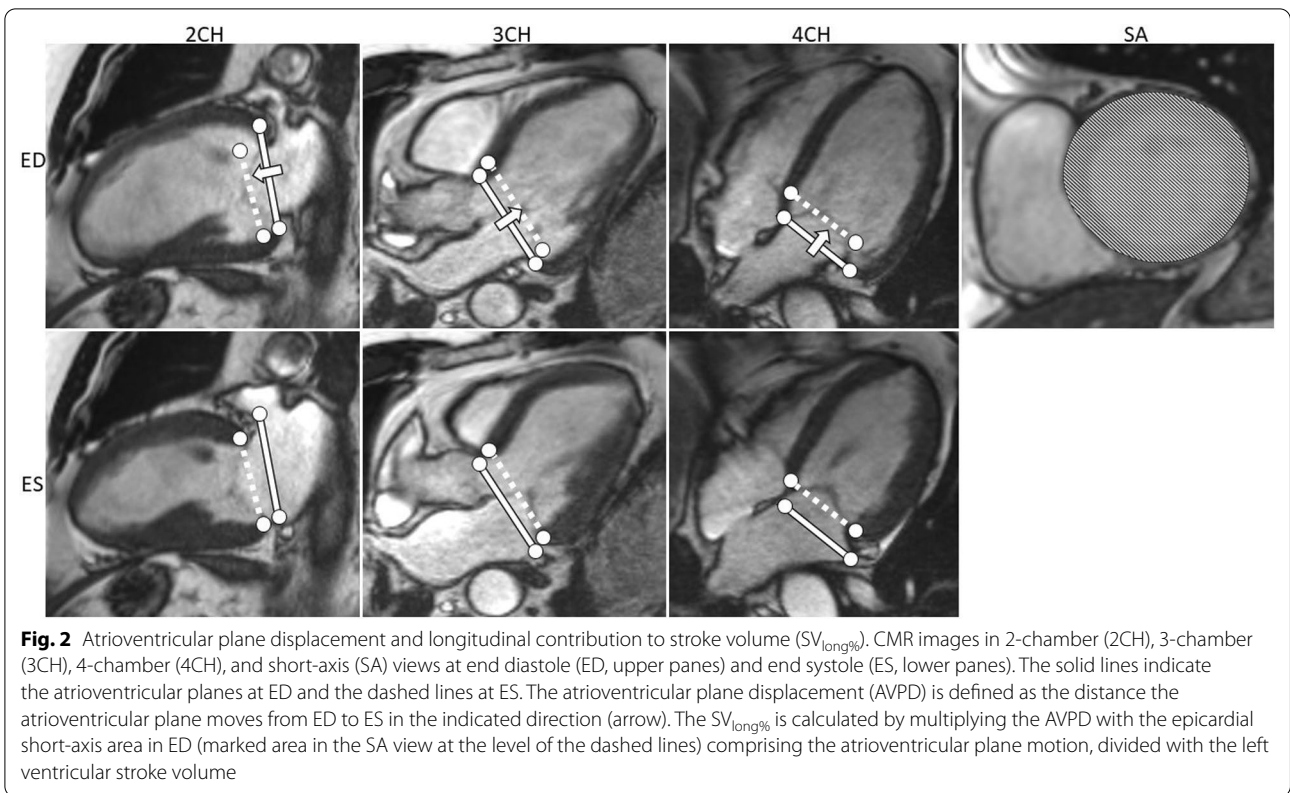 2CH 3CH 4CH SA
ED
ES
Fig. 2 Atrioventricular plane displacement and longitudinal contribution to stroke volume (SVlong%). CMR images in 2-chamber (2CH), 3-chamber
(3CH), 4-chamber (4CH), and short-axis (SA) views at end diastole (ED, upper panes) and end systole (ES, lower panes). The solid lines indicate
the atrioventricular planes at ED and the dashed lines at ES. The atrioventricular plane displacement (AVPD) is defined as the distance the
atrioventricular plane moves from ED to ES in the indicated direction (arrow). The SVlong% is calculated by multiplying the AVPD with the epicardial
short-axis area in ED (marked area in the SA view at the level of the dashed lines) comprising the atrioventricular plane motion, divided with the left
ventricular stroke volume